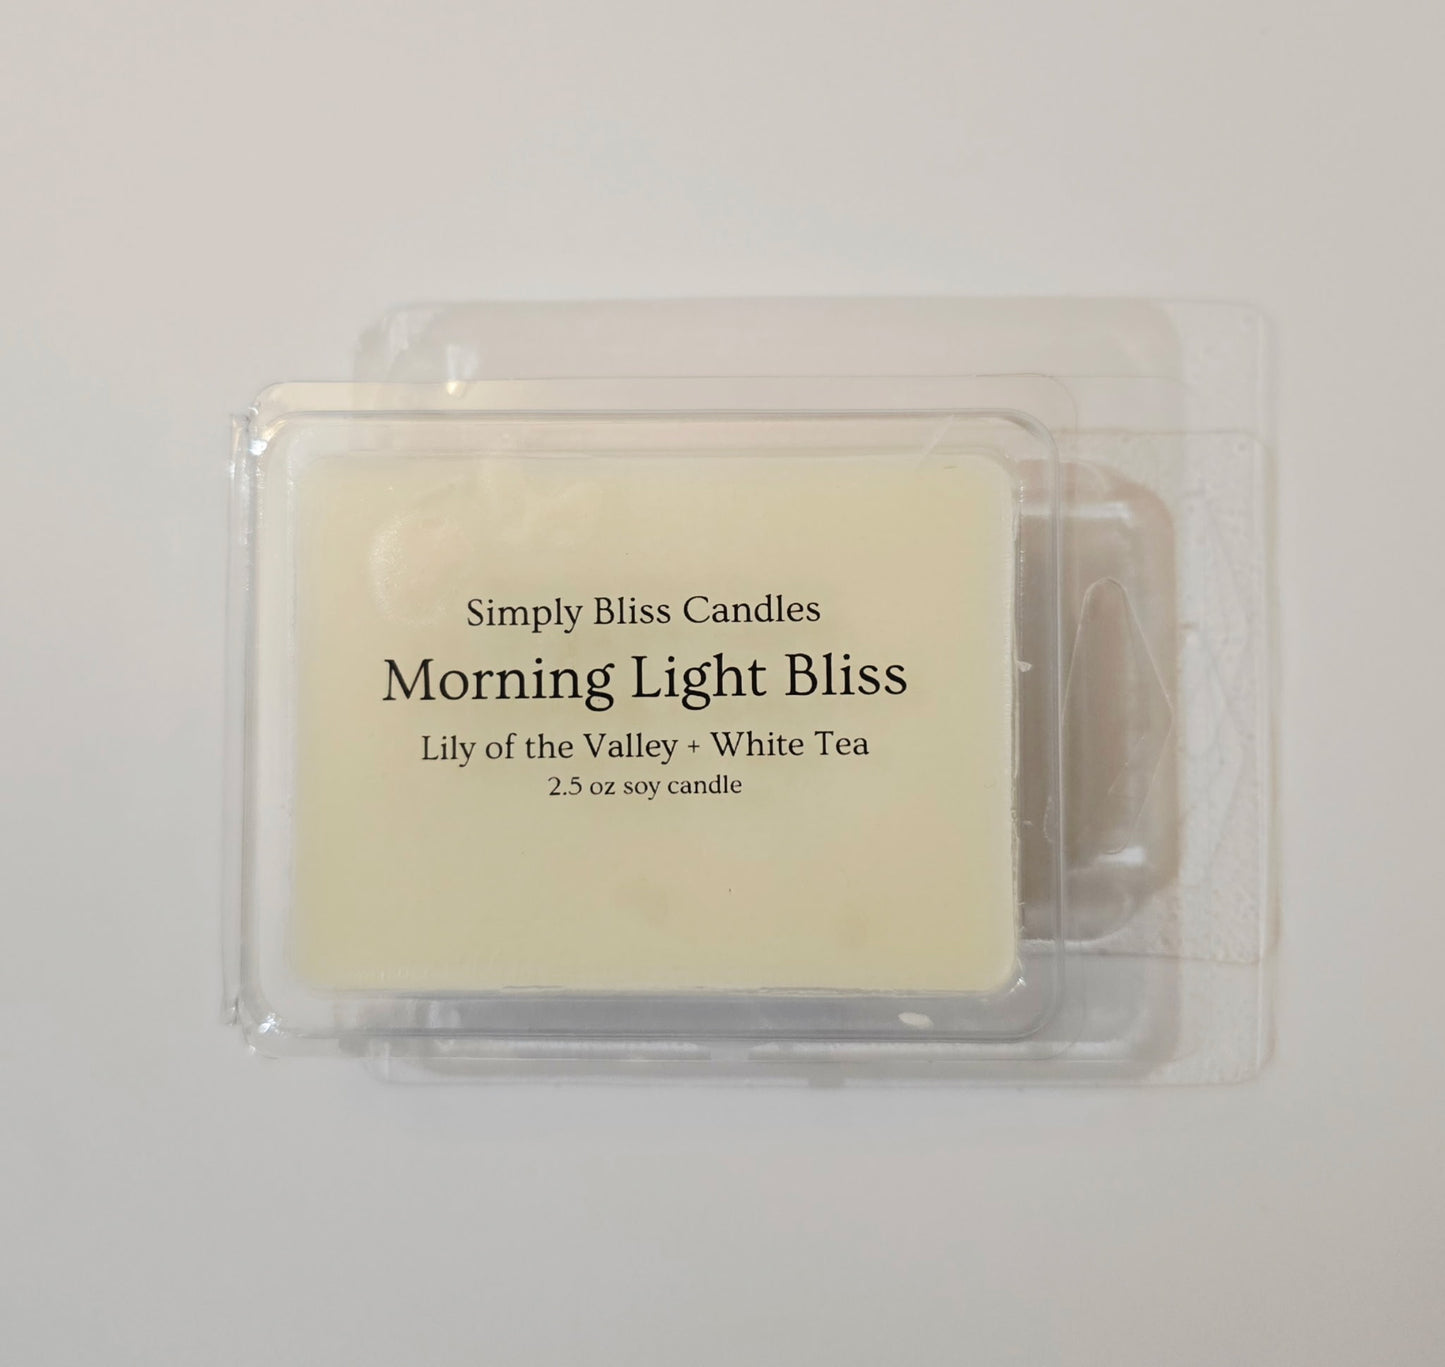 Simply Bliss Candles
Morning Light Bliss
Lily of the Valley + White Tea
2.5 oz soy candle